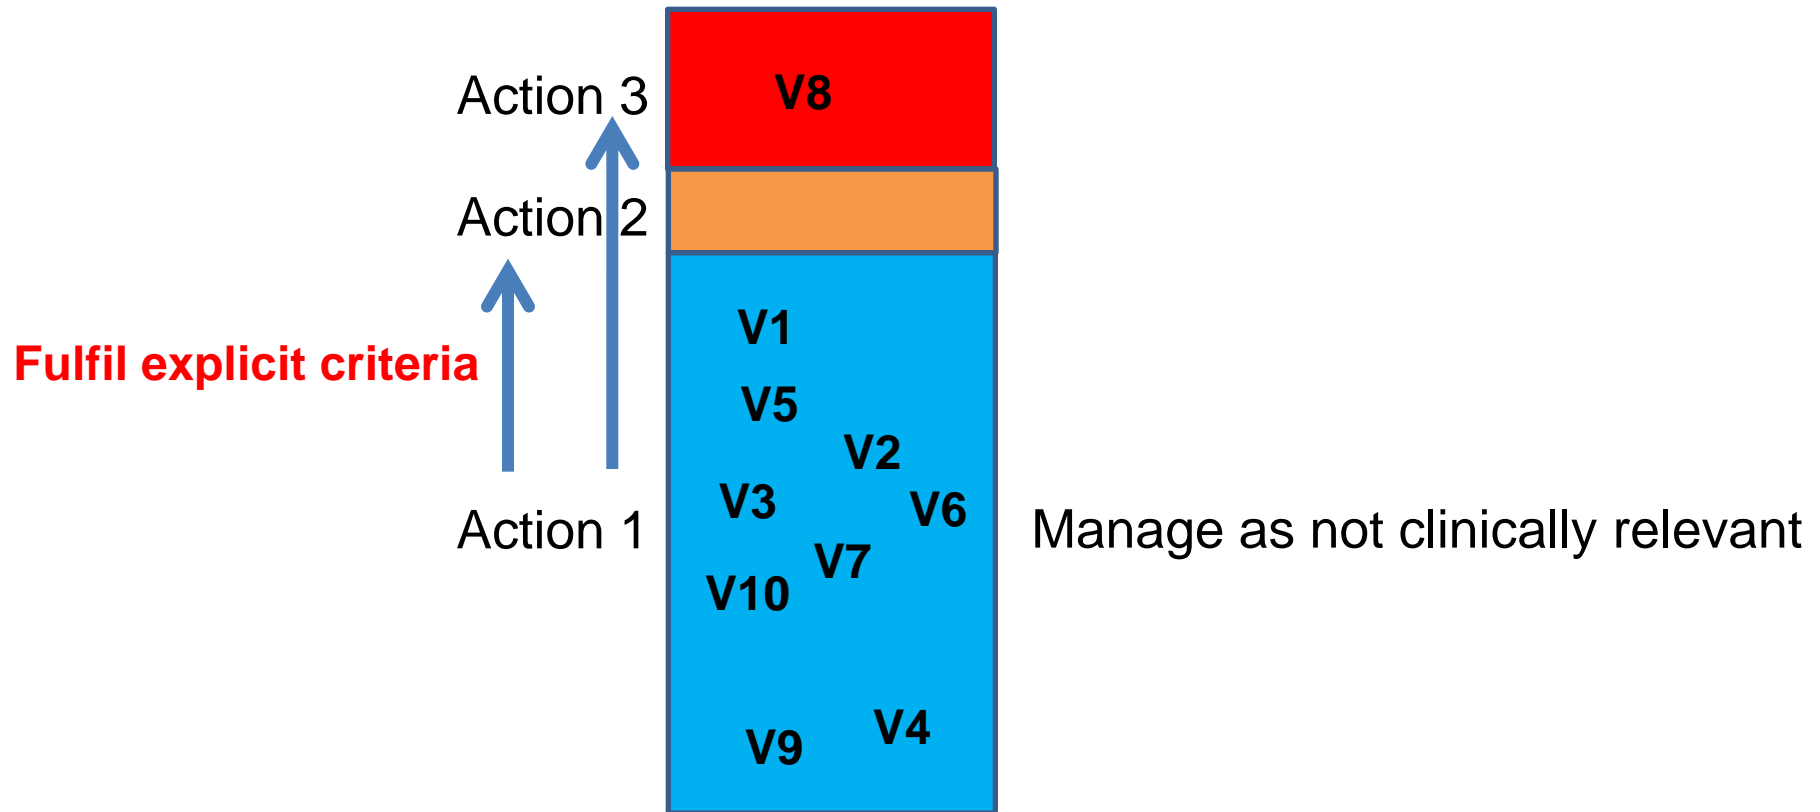 Action 3
V8
Action 2
V1
Fulfil explicit criteria
V5
V2
V3
V6
Action 1
Manage as not clinically relevant
V7
V10
V4
V9